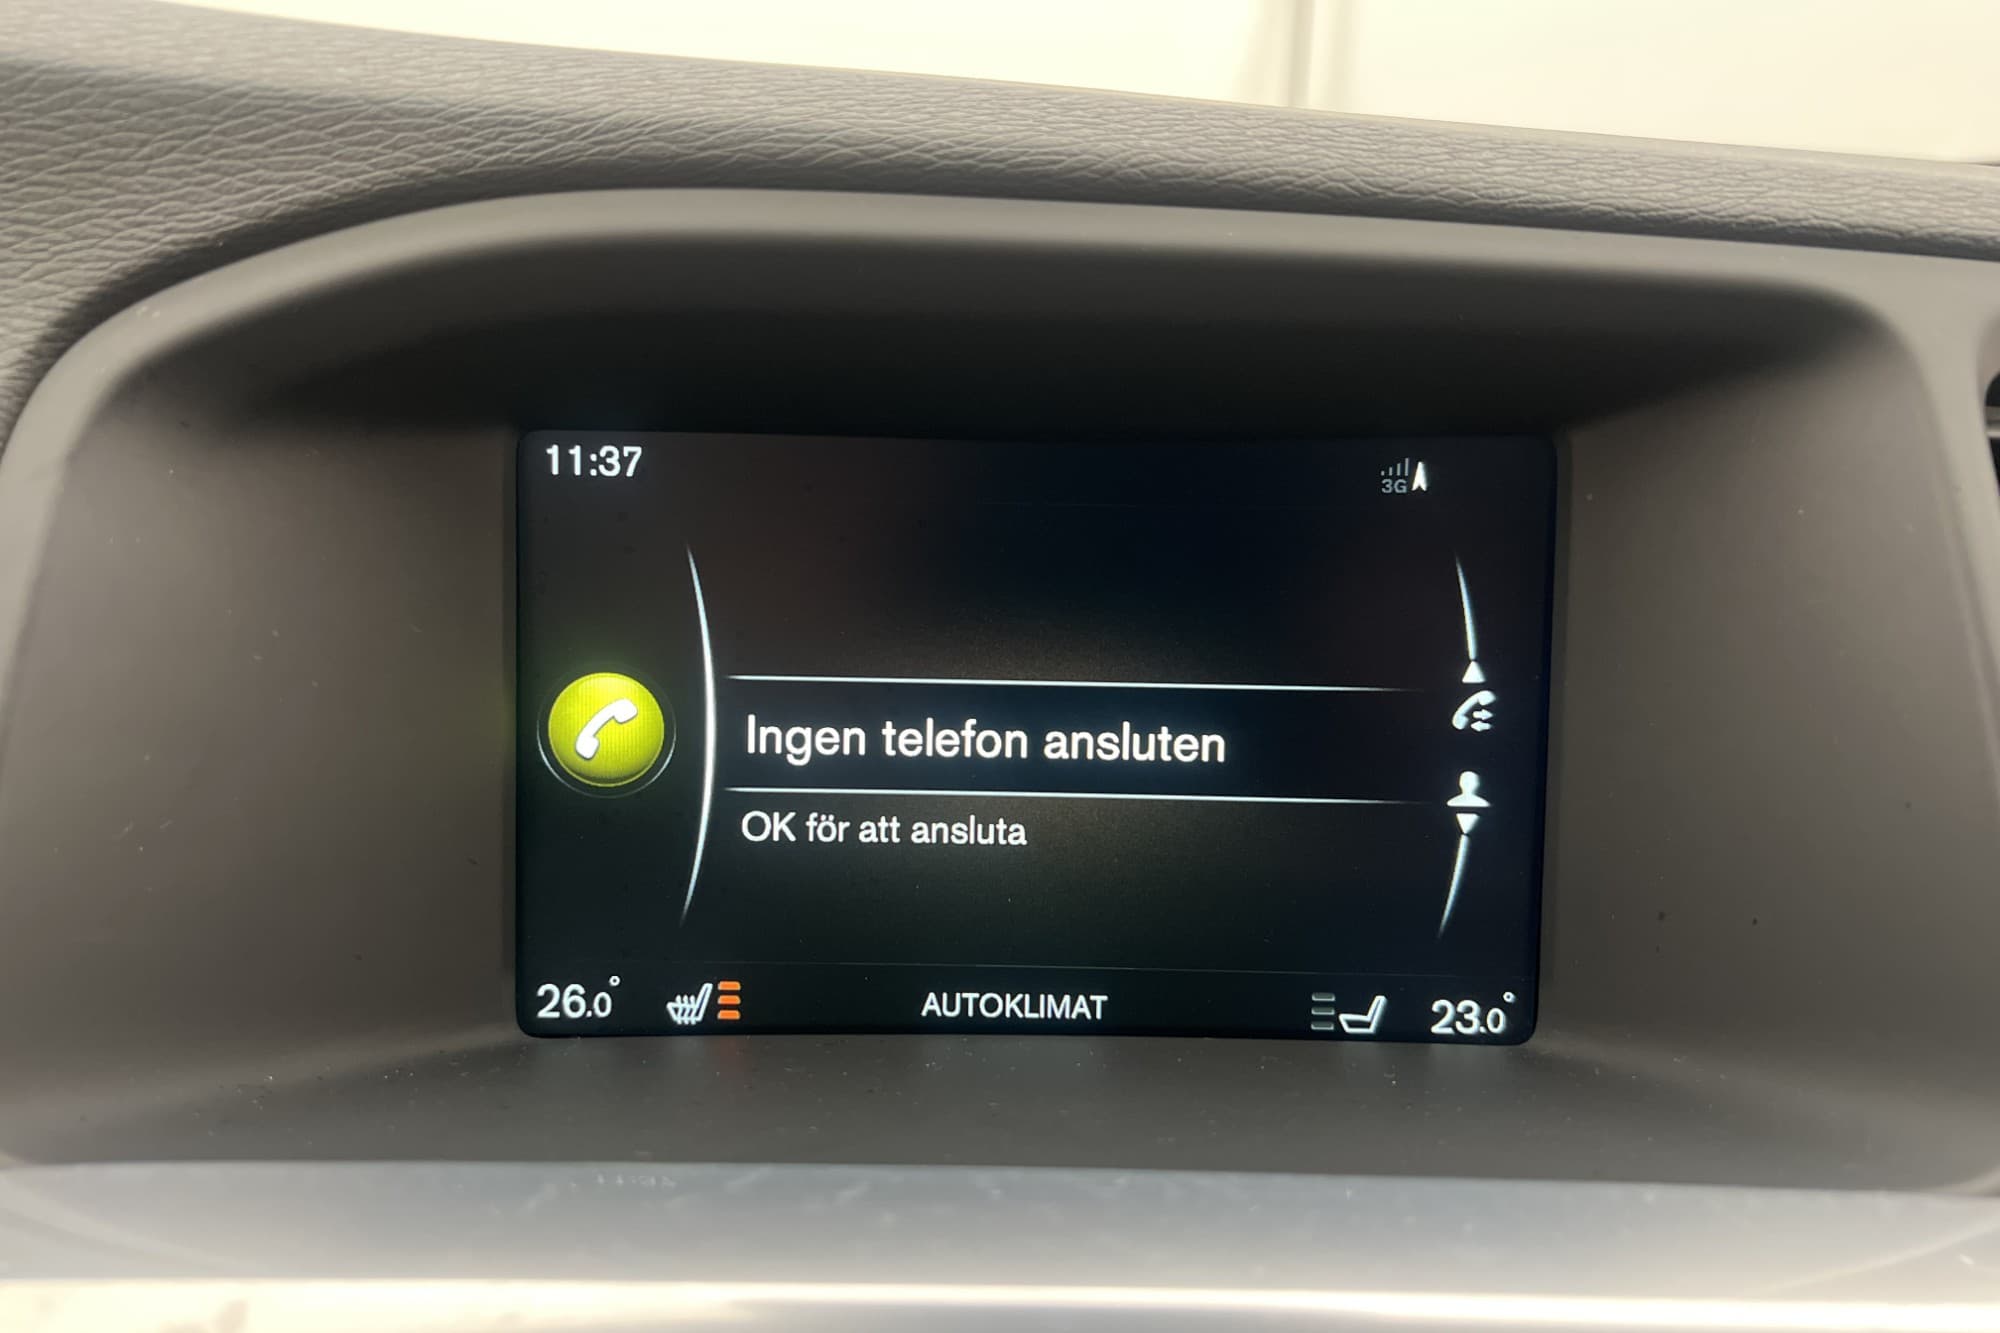 11:37
3G
Ingen telefon ansluten
OK för att ansluta
26.0°
AUTOKLIMAT
23.0°